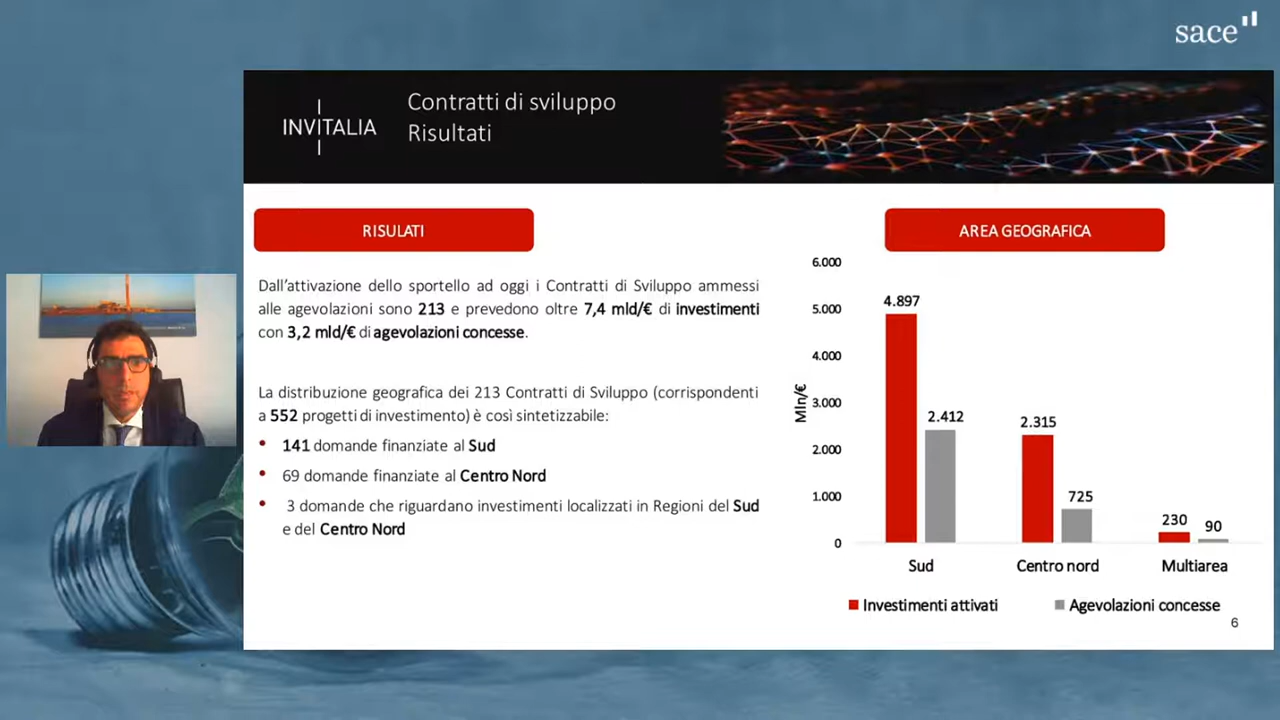 sace
INVITALIA
Contratti di sviluppo
Risultati
RISULATI
AREA GEOGRAFICA
Dall'attivazione dello sportello ad oggi i Contratti di Sviluppo ammessi
alle agevolazioni sono 213 e prevedono oltre 7,4 mld/€ di investimenti
con 3,2 mld/€ di agevolazioni concesse.
La distribuzione geografica dei 213 Contratti di Sviluppo (corrispondenti
a 552 progetti di investimento) è così sintetizzabile:
• 141 domande finanziate al Sud
• 69 domande finanziate al Centro Nord
• 3 domande che riguardano investimenti localizzati in Regioni del Sud
e del Centro Nord
Mln/€
6.000
5.000
4.000
3.000
2.000
1.000
0
4.897
2.412
2.315
725
230
90
Sud
Centro nord
Multiarea
Investimenti attivati
Agevolazioni concesse
6